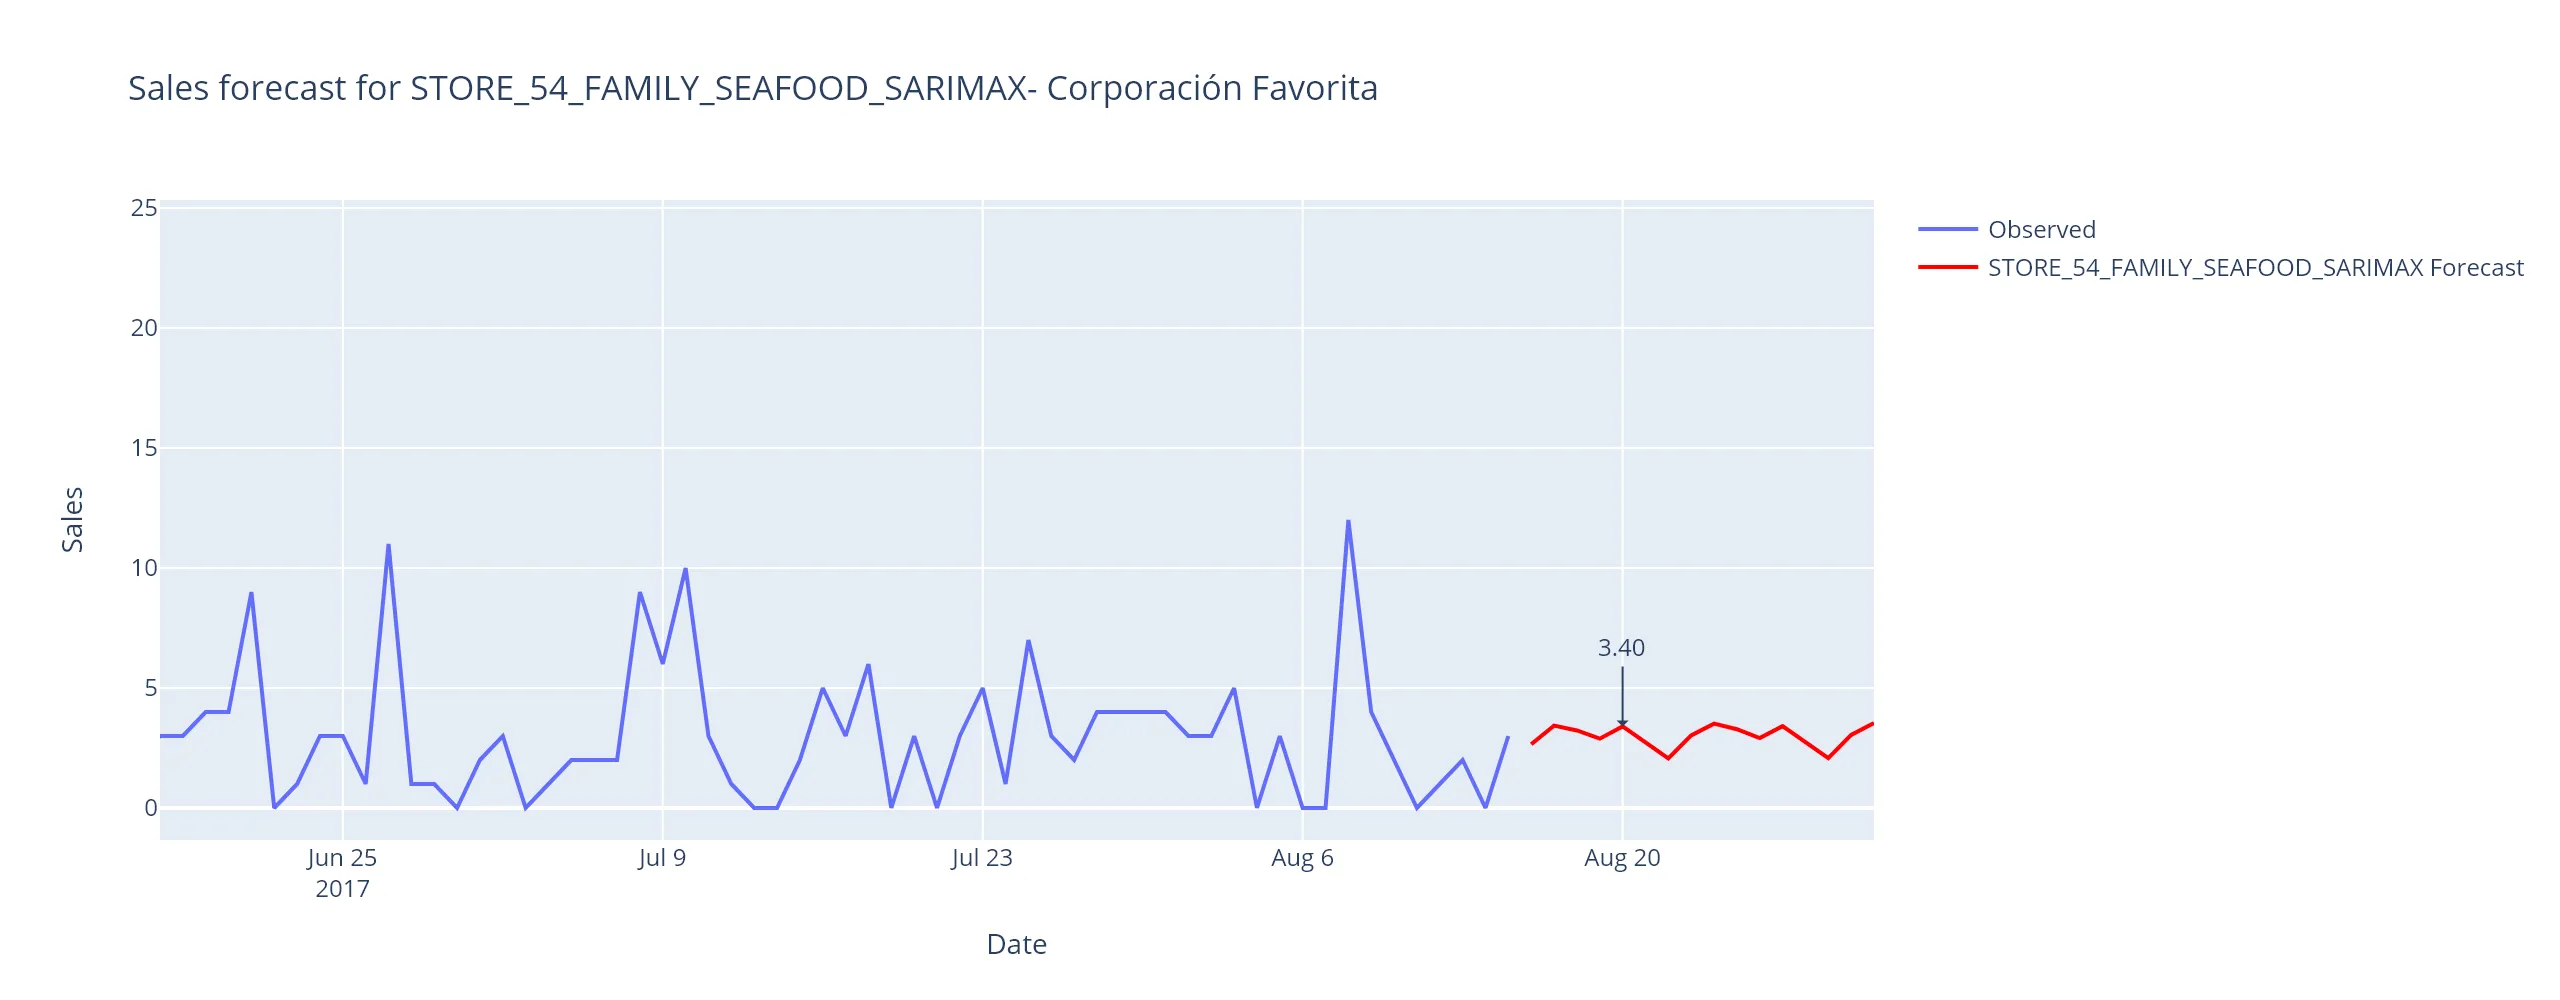 Sales forecast for STORE_54_FAMILY_SEAFOOD_SARIMAX- Corporación Favorita
25
20
15
10
5
0
Sales
3.40
Jun 25
2017
Jul 9
Jul 23
Aug 6
Aug 20
Date
Observed
STORE_54_FAMILY_SEAFOOD_SARIMAX Forecast